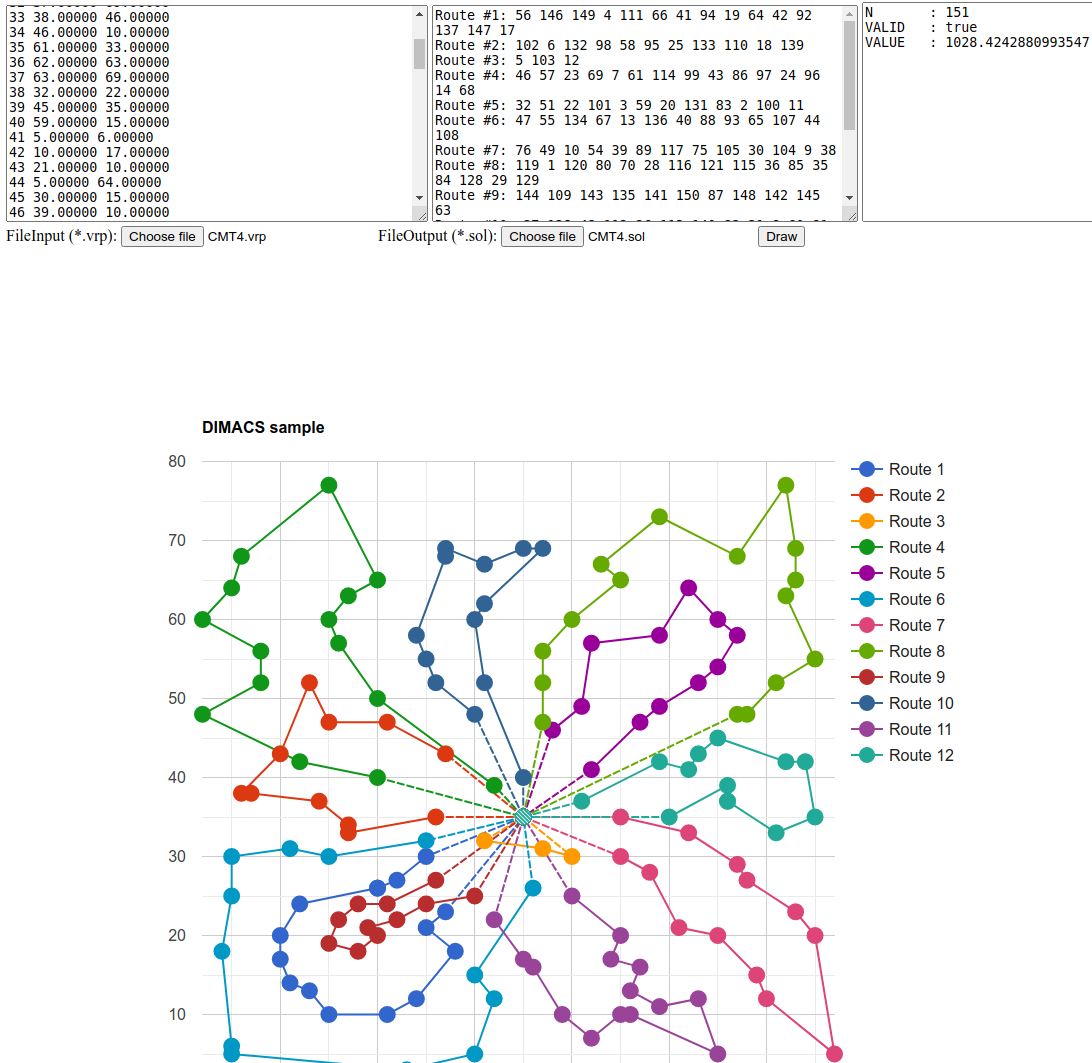 33 38.00000 46.00000
34 46.00000 10.00000
35 61.00000 33.00000
36 62.00000 63.00000
37 63.00000 69.00000
38 32.00000 22.00000
39 45.00000 35.00000
40 59.00000 15.00000
41 5.00000 6.00000
42 10.00000 17.00000
43 21.00000 10.00000
44 5.00000 64.00000
45 30.00000 15.00000
46 39.00000 10.00000
Route #1: 56 146 149 4 111 66 41 94 19 64 42 92
137 147 17
Route #2: 102 6 132 98 58 95 25 133 110 18 139
Route #3: 5 103 12
Route #4: 46 57 23 69 7 61 114 99 43 86 97 24 96
14 68
Route #5: 32 51 22 101 3 59 20 131 83 2 100 11
Route #6: 47 55 134 67 13 136 40 88 93 65 107 44
108
Route #7: 76 49 10 54 39 89 117 75 105 30 104 9 38
Route #8: 119 1 120 80 70 28 116 121 115 36 85 35
84 128 29 129
Route #9: 144 109 143 135 141 150 87 148 142 145
63
N : 151
VALID : true
VALUE : 1028.4242880993547
FileInput (*.vrp): Choose file CMT4.vrp
FileOutput (*.sol): Choose file CMT4.sol
Draw
DIMACS sample
80
70
60
50
40
30
20
10
Route 1
Route 2
Route 3
Route 4
Route 5
Route 6
Route 7
Route 8
Route 9
Route 10
Route 11
Route 12